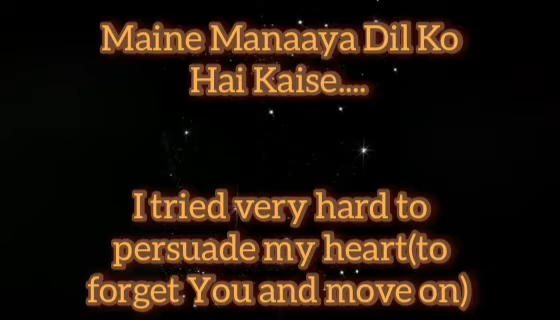 Maine Manaaya Dil Ko
Hai Kaise....
I tried very hard to
persuade my heart(to
forget You and move on)